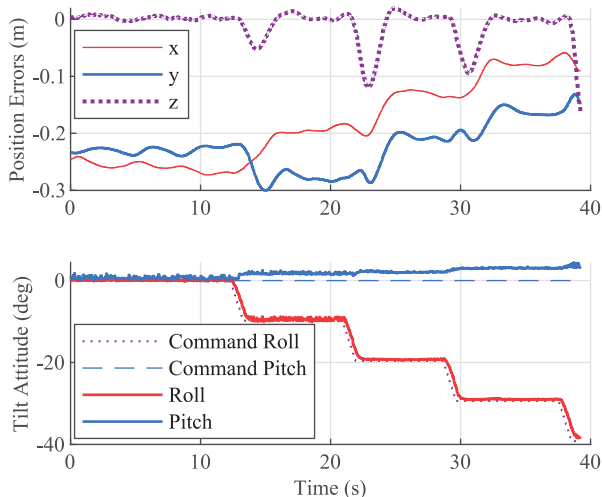 Position Errors (m)
0
-0.1
-0.2
-0.3
x
y
z
0
10
20
30
40
Tilt Attitude (deg)
0
-20
-40
Command Roll
Command Pitch
Roll
Pitch
0
10
20
30
40
Time (s)